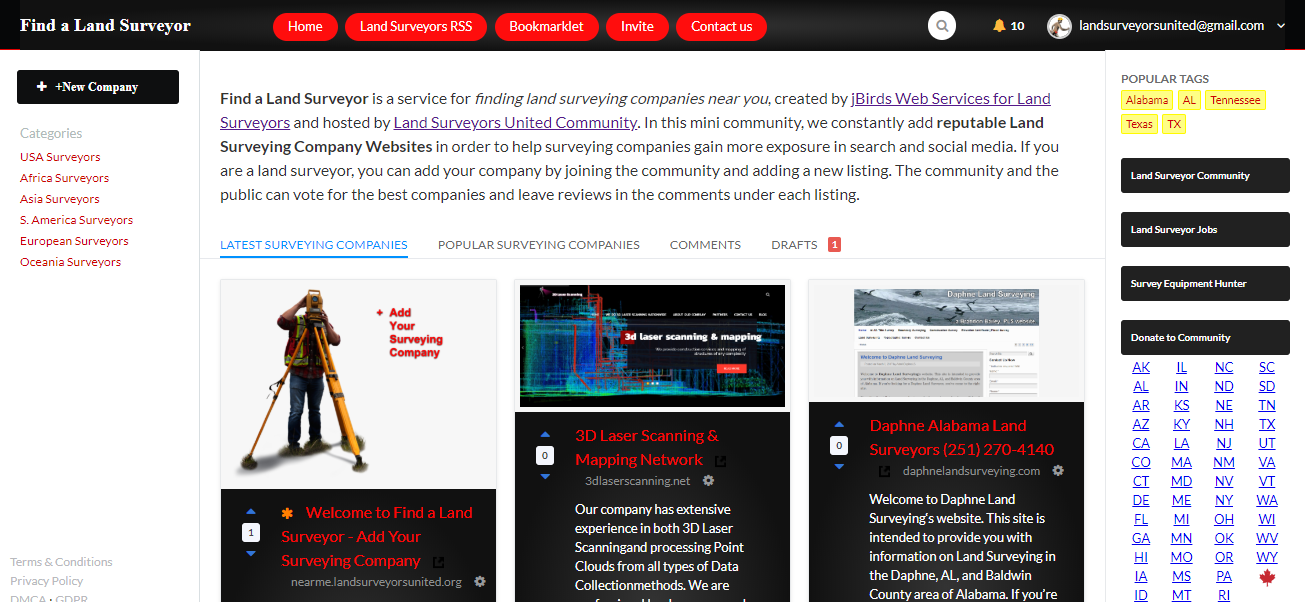 Find a Land Surveyor
Home
Land Surveyors RSS
Bookmarklet
Invite
Contact us
10
landsurveyorsunited@gmail.com
+New Company
Categories
USA Surveyors
Africa Surveyors
Asia Surveyors
S. America Surveyors
European Surveyors
Oceania Surveyors
Terms & Conditions
Privacy Policy
DMCA · GDPR
Find a Land Surveyor is a service for finding land surveying companies near you, created by jBirds Web Services for Land
Surveyors and hosted by Land Surveyors United Community. In this mini community, we constantly add reputable Land
Surveying Company Websites in order to help surveying companies gain more exposure in search and social media. If you
are a land surveyor, you can add your company by joining the community and adding a new listing. The community and the
public can vote for the best companies and leave reviews in the comments under each listing.
LATEST SURVEYING COMPANIES
POPULAR SURVEYING COMPANIES
COMMENTS
DRAFTS 1
+ Add
Your
Surveying
Company
1
Welcome to Find a Land
Surveyor - Add Your
Surveying Company
nearme.landsurveyorsunited.org
3d laser scanning & mapping
0
3D Laser Scanning &
Mapping Network
3dlaserscanning.net
Our company has extensive
experience in both 3D Laser
Scanningand processing Point
Clouds from all types of Data
Collectionmethods. We are
Daphne Land Surveying
Welcome to Daphne Land Surveying
0
Daphne Alabama Land
Surveyors (251) 270-4140
daphnelandsurveying.com
Welcome to Daphne Land
Surveying's website. This site is
intended to provide you with
information on Land Surveying in
the Daphne, AL, and Baldwin
County area of Alabama. If you're
POPULAR TAGS
Alabama AL Tennessee
Texas TX
Land Surveyor Community
Land Surveyor Jobs
Survey Equipment Hunter
Donate to Community
AK IL NC SC
AL IN ND SD
AR KS NE TN
AZ KY NH TX
CA LA NJ UT
CO MA NM VA
CT MD NV VT
DE ME NY WA
FL MI OH WI
GA MN OK WV
HI MO OR WY
IA MS PA
ID MT RI